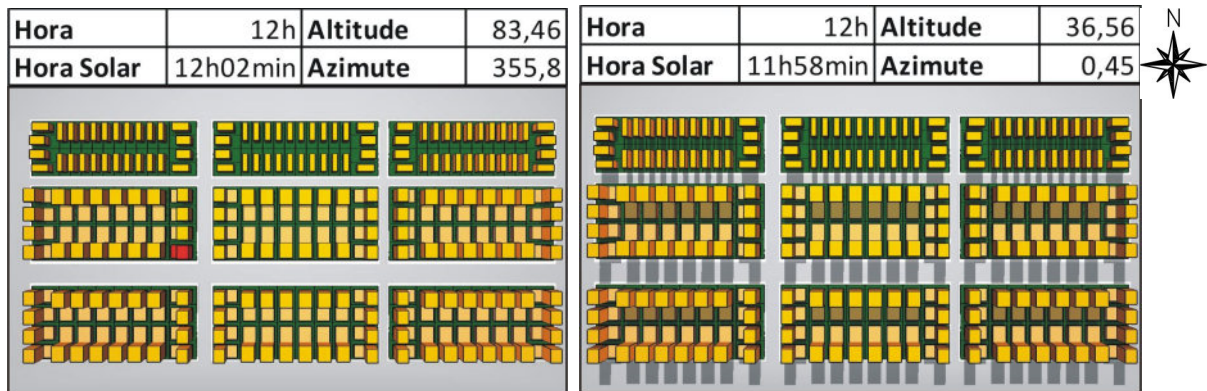 Hora 12h Altitude 83,46
Hora Solar 12h02min Azimute 355,8
Hora 12h Altitude 36,56
Hora Solar 11h58min Azimute 0,45
N